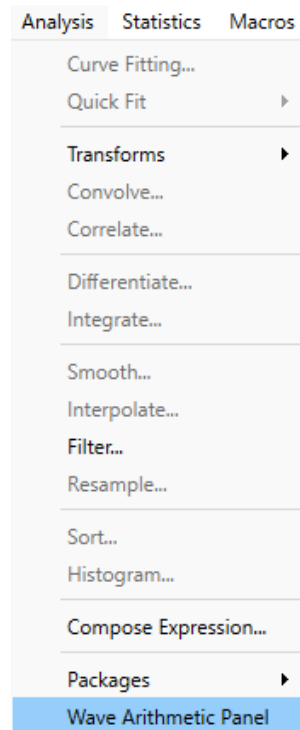 Analysis Statistics Macros
Curve Fitting...
Quick Fit
Transforms
Convolve...
Correlate...
Differentiate...
Integrate...
Smooth...
Interpolate...
Filter...
Resample...
Sort...
Histogram...
Compose Expression...
Packages
Wave Arithmetic Panel